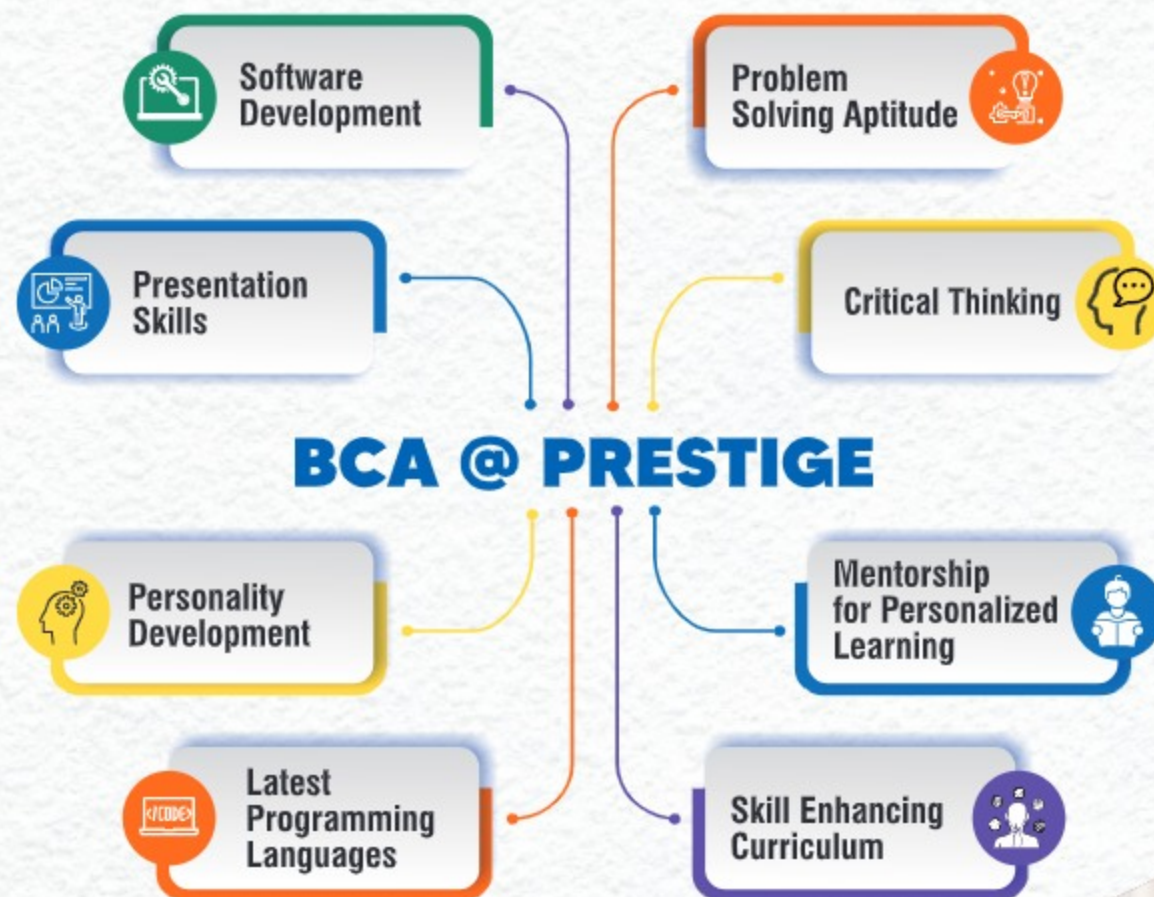 Software
Development
Problem
Solving Aptitude
Presentation
Skills
Critical Thinking
BCA @ PRESTIGE
Personality
Development
Mentorship
for Personalized
Learning
Latest
Programming
Languages
</CODE>
Skill Enhancing
Curriculum